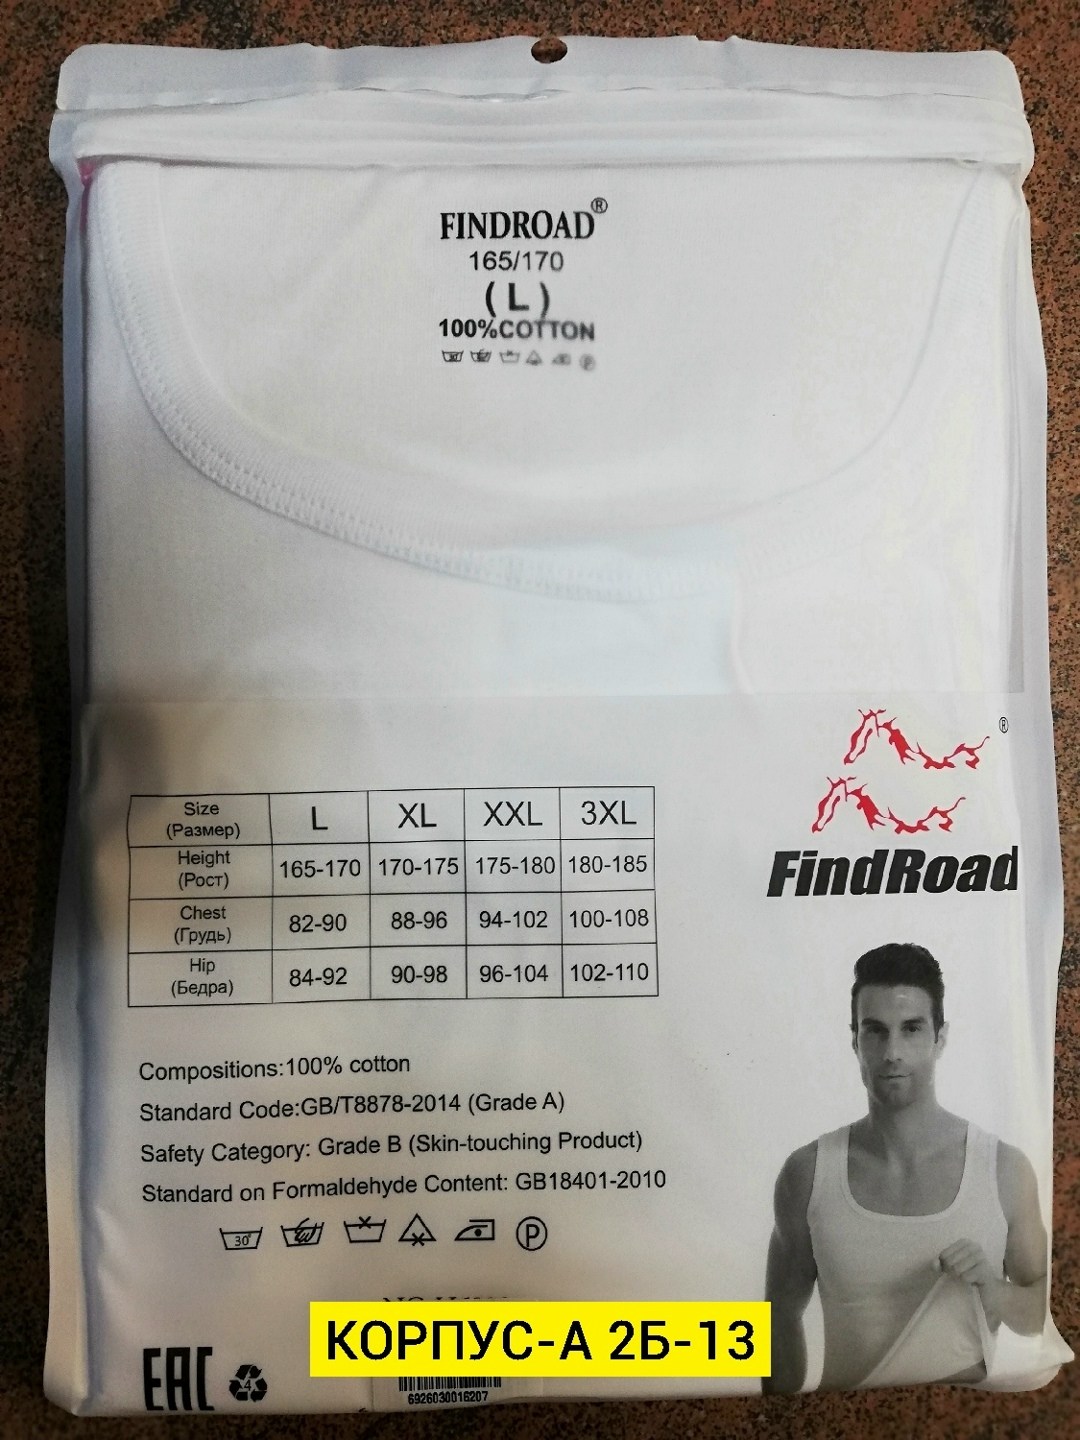 FINDROAD®
165/170
( L )
100%COTTON
®
FindRoad
Size (Размер) L XL XXL 3XL
Height (Рост) 165-170 170-175 175-180 180-185
Chest (Грудь) 82-90 88-96 94-102 100-108
Hip (Бедра) 84-92 90-98 96-104 102-110
Compositions:100% cotton
Standard Code:GB/T8878-2014 (Grade A)
Safety Category: Grade B (Skin-touching Product)
Standard on Formaldehyde Content: GB18401-2010
30° P
КОРПУС-А 2Б-13
EAC 4
6926030016207